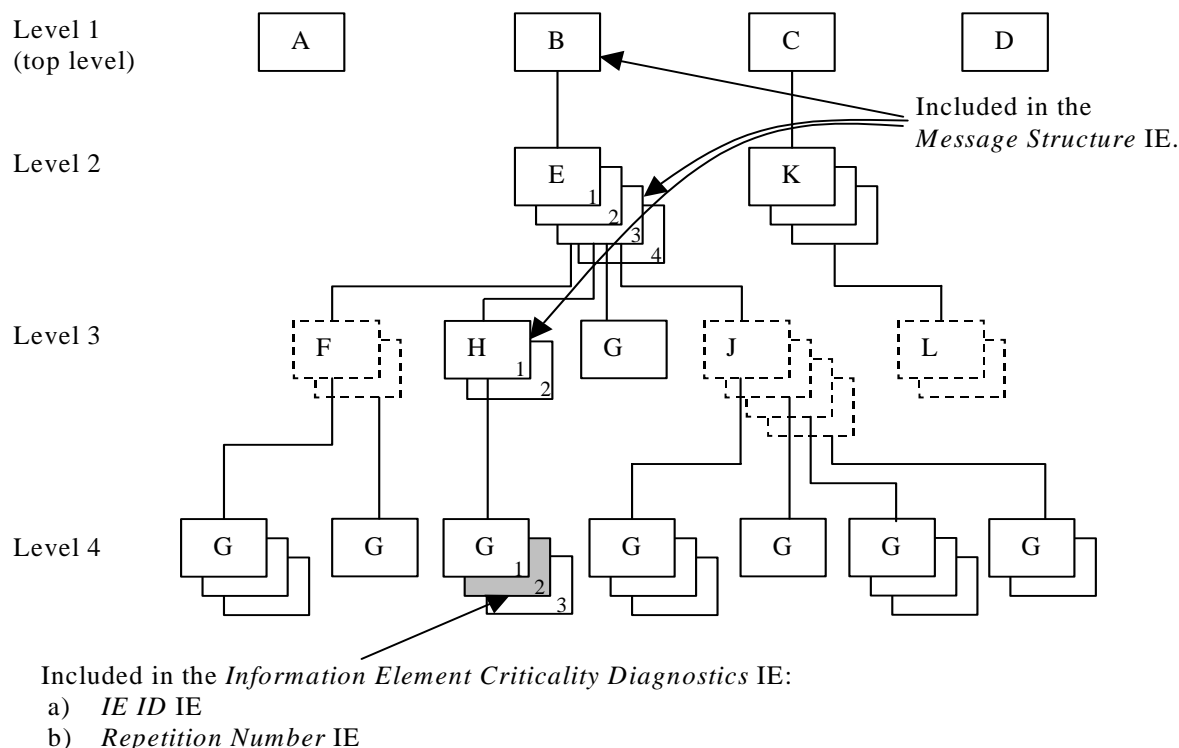 Level 1 A B C D
(top level)
Included in the
Message Structure IE.
Level 2 E K
1
2
3
4
Level 3 F H G J L
1
2
Level 4 G G G G G G G
1
2
3
Included in the Information Element Criticality Diagnostics IE:
a) IE ID IE
b) Repetition Number IE